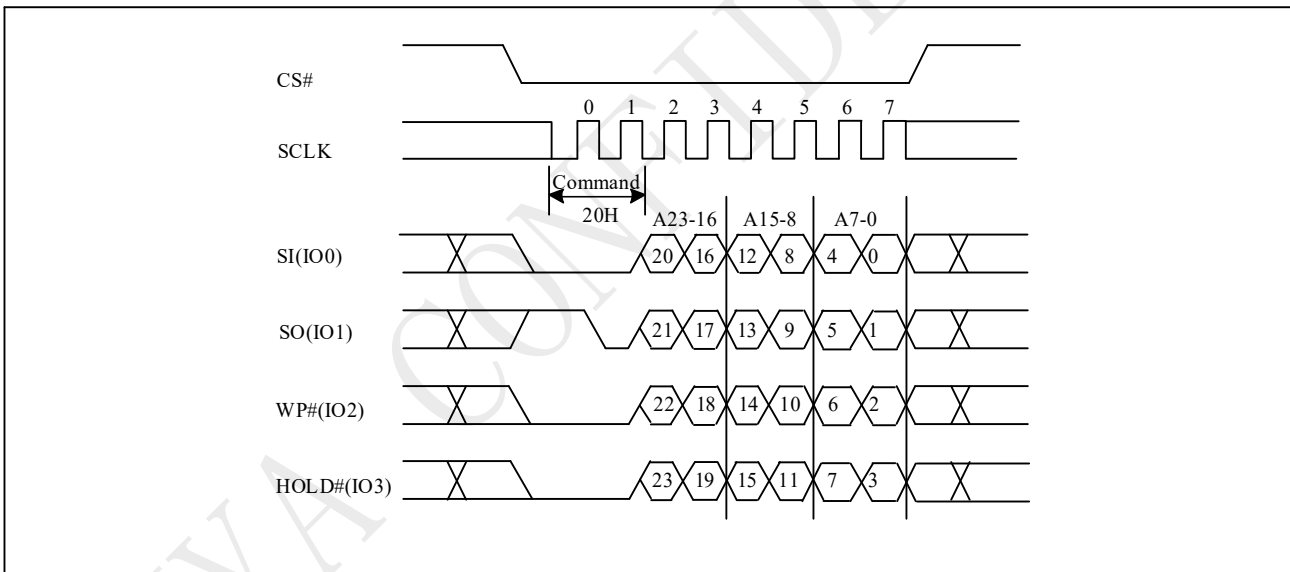 CS#
0 1 2 3 4 5 6 7
SCLK
Command
20H
A23-16 A15-8 A7-0
SI(IO0) 20 16 12 8 4 0
SO(IO1) 21 17 13 9 5 1
WP#(IO2) 22 18 14 10 6 2
HOLD#(IO3) 23 19 15 11 7 3